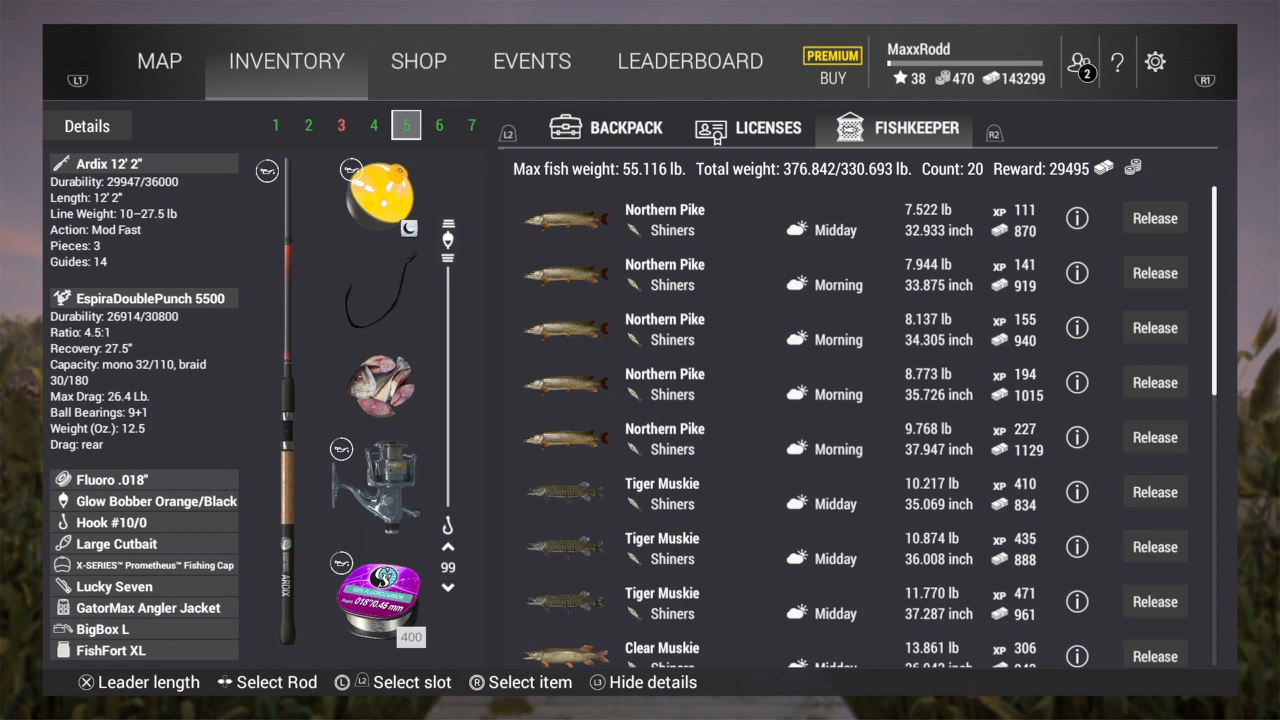 MAP
INVENTORY
SHOP
EVENTS
LEADERBOARD
PREMIUM
BUY
MaxxRodd
38
470
143299
2
?
L1
R1
Details
1 2 3 4 5 6 7
L2
BACKPACK
LICENSES
FISHKEEPER
R2
Ardix 12' 2"
Durability: 29947/36000
Length: 12' 2"
Line Weight: 10–27.5 lb
Action: Mod Fast
Pieces: 3
Guides: 14
EspiraDoublePunch 5500
Durability: 26914/30800
Ratio: 4.5:1
Recovery: 27.5"
Capacity: mono 32/110, braid
30/180
Max Drag: 26.4 Lb.
Ball Bearings: 9+1
Weight (Oz.): 12.5
Drag: rear
Fluoro .018"
Glow Bobber Orange/Black
Hook #10/0
Large Cutbait
X-SERIES™ Prometheus™ Fishing Cap
Lucky Seven
GatorMax Angler Jacket
BigBox L
FishFort XL
ARDIX
99
100% FLUOROCARBON
Fluoro .018"/0.45 mm
400
Max fish weight: 55.116 lb. Total weight: 376.842/330.693 lb. Count: 20 Reward: 29495
Northern Pike 7.522 lb XP 111
Shiners Midday 32.933 inch 870
Release
Northern Pike 7.944 lb XP 141
Shiners Morning 33.875 inch 919
Release
Northern Pike 8.137 lb XP 155
Shiners Morning 34.305 inch 940
Release
Northern Pike 8.773 lb XP 194
Shiners Morning 35.726 inch 1015
Release
Northern Pike 9.768 lb XP 227
Shiners Morning 37.947 inch 1129
Release
Tiger Muskie 10.217 lb XP 410
Shiners Midday 35.069 inch 834
Release
Tiger Muskie 10.874 lb XP 435
Shiners Midday 36.008 inch 888
Release
Tiger Muskie 11.770 lb XP 471
Shiners Midday 37.287 inch 961
Release
Clear Muskie 13.861 lb XP 306
Shiners Midday
Release
Leader length
Select Rod
L L2 Select slot
R Select item
L3 Hide details